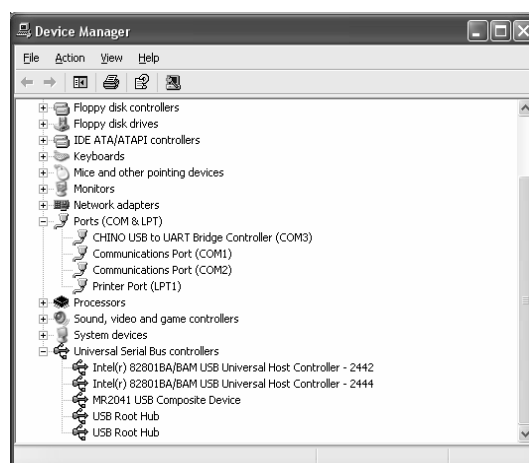 Device Manager
File Action View Help
Floppy disk controllers
Floppy disk drives
IDE ATA/ATAPI controllers
Keyboards
Mice and other pointing devices
Monitors
Network adapters
Ports (COM & LPT)
CHINO USB to UART Bridge Controller (COM3)
Communications Port (COM1)
Communications Port (COM2)
Printer Port (LPT1)
Processors
Sound, video and game controllers
System devices
Universal Serial Bus controllers
Intel(r) 82801BA/BAM USB Universal Host Controller - 2442
Intel(r) 82801BA/BAM USB Universal Host Controller - 2444
MR2041 USB Composite Device
USB Root Hub
USB Root Hub